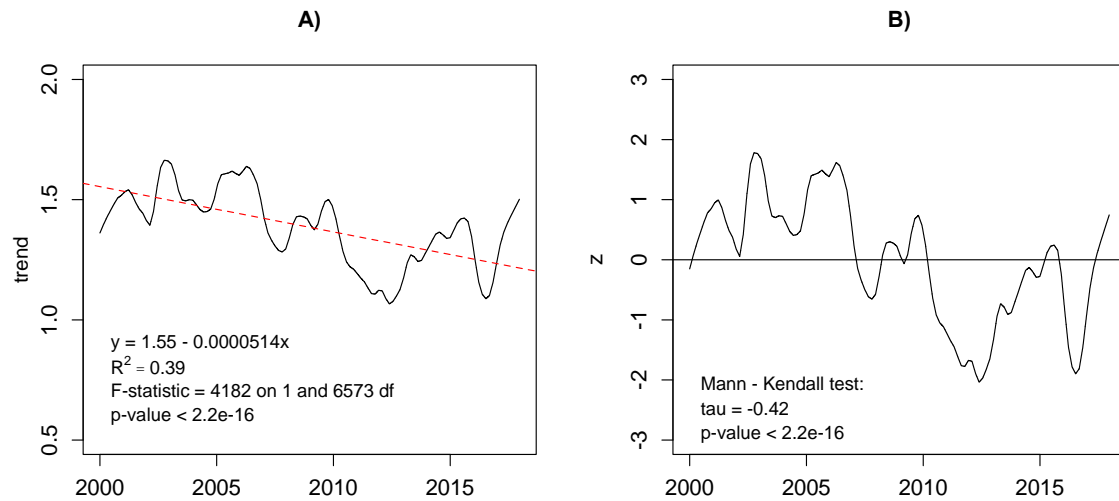 A)
trend
2.0
1.5
1.0
0.5
y = 1.55 - 0.0000514x
R² = 0.39
F-statistic = 4182 on 1 and 6573 df
p-value < 2.2e-16
2000 2005 2010 2015
B)
z
3
2
1
0
-1
-2
-3
Mann - Kendall test:
tau = -0.42
p-value < 2.2e-16
2000 2005 2010 2015